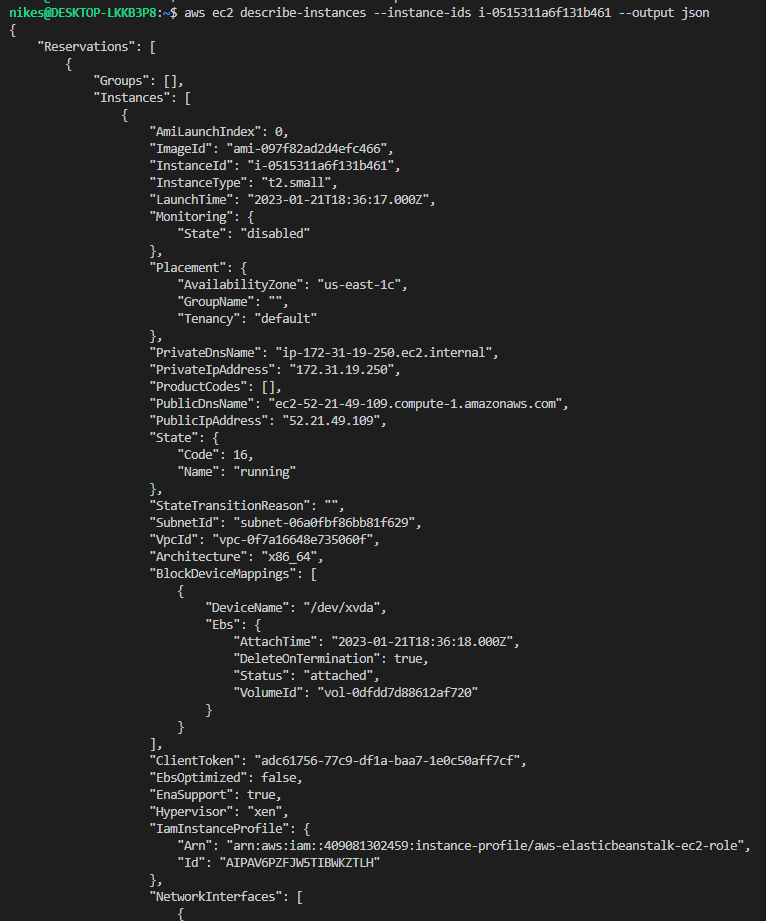 nikes@DESKTOP-LKKB3P8:~$ aws ec2 describe-instances --instance-ids i-0515311a6f131b461 --output json
{
    "Reservations": [
        {
            "Groups": [],
            "Instances": [
                {
                    "AmiLaunchIndex": 0,
                    "ImageId": "ami-097f82ad2d4efc466",
                    "InstanceId": "i-0515311a6f131b461",
                    "InstanceType": "t2.small",
                    "LaunchTime": "2023-01-21T18:36:17.000Z",
                    "Monitoring": {
                        "State": "disabled"
                    },
                    "Placement": {
                        "AvailabilityZone": "us-east-1c",
                        "GroupName": "",
                        "Tenancy": "default"
                    },
                    "PrivateDnsName": "ip-172-31-19-250.ec2.internal",
                    "PrivateIpAddress": "172.31.19.250",
                    "ProductCodes": [],
                    "PublicDnsName": "ec2-52-21-49-109.compute-1.amazonaws.com",
                    "PublicIpAddress": "52.21.49.109",
                    "State": {
                        "Code": 16,
                        "Name": "running"
                    },
                    "StateTransitionReason": "",
                    "SubnetId": "subnet-06a0fbf86bb81f629",
                    "VpcId": "vpc-0f7a16648e735060f",
                    "Architecture": "x86_64",
                    "BlockDeviceMappings": [
                        {
                            "DeviceName": "/dev/xvda",
                            "Ebs": {
                                "AttachTime": "2023-01-21T18:36:18.000Z",
                                "DeleteOnTermination": true,
                                "Status": "attached",
                                "VolumeId": "vol-0dfdd7d88612af720"
                            }
                        }
                    ],
                    "ClientToken": "adc61756-77c9-df1a-baa7-1e0c50aff7cf",
                    "EbsOptimized": false,
                    "EnaSupport": true,
                    "Hypervisor": "xen",
                    "IamInstanceProfile": {
                        "Arn": "arn:aws:iam::409081302459:instance-profile/aws-elasticbeanstalk-ec2-role",
                        "Id": "AIPAV6PZFJW5TIBWKZTLH"
                    },
                    "NetworkInterfaces": [
                        {